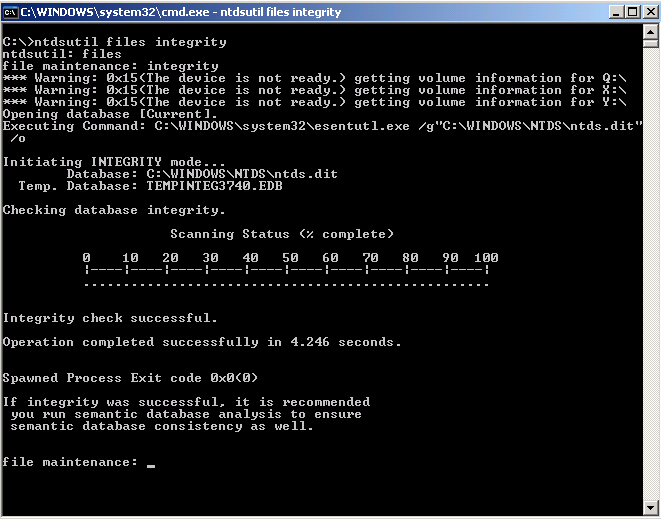 C:\WINDOWS\system32\cmd.exe - ntdsutil files integrity
C:\>ntdsutil files integrity
ntdsutil: files
file maintenance: integrity
*** Warning: 0x15(The device is not ready.) getting volume information for Q:\
*** Warning: 0x15(The device is not ready.) getting volume information for X:\
*** Warning: 0x15(The device is not ready.) getting volume information for Y:\
Opening database [Current].
Executing Command: C:\WINDOWS\system32\esentutl.exe /g"C:\WINDOWS\NTDS\ntds.dit"
 /o
Initiating INTEGRITY mode...
        Database: C:\WINDOWS\NTDS\ntds.dit
  Temp. Database: TEMPINTEG3740.EDB
Checking database integrity.
                     Scanning Status (% complete)
          0    10   20   30   40   50   60   70   80   90  100
          |----|----|----|----|----|----|----|----|----|----|
          ...................................................
Integrity check successful.
Operation completed successfully in 4.246 seconds.
Spawned Process Exit code 0x0(0)
If integrity was successful, it is recommended
 you run semantic database analysis to ensure
 semantic database consistency as well.
file maintenance: _